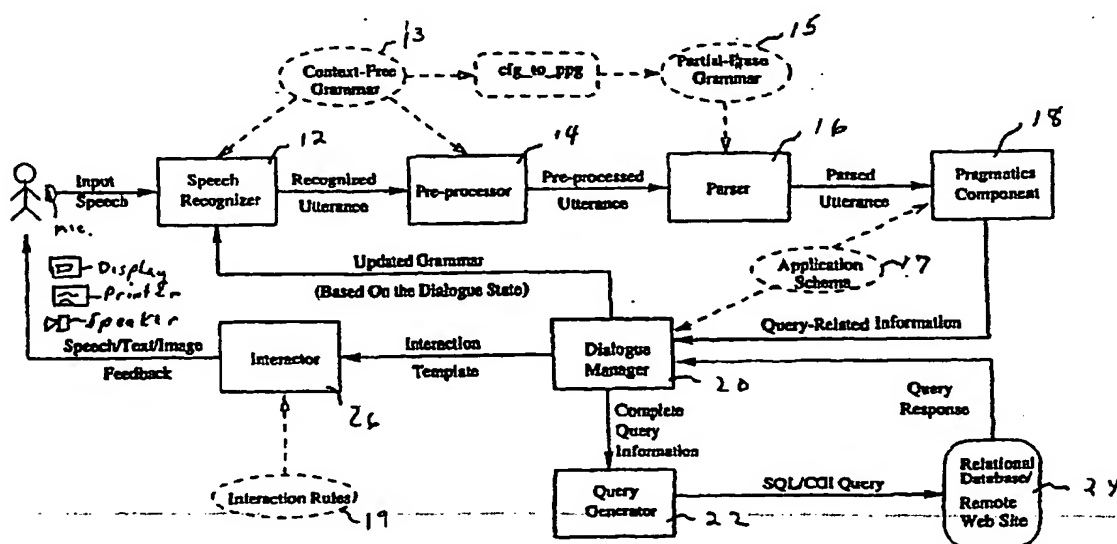 13
15
Context-Free
Grammar
cfg_to_ppg
Partial-Phrase
Grammar
12
14
16
18
Input
Speech
mic.
Speech
Recognizer
Recognized
Utterance
Pre-processor
Pre-processed
Utterance
Parser
Parsed
Utterance
Pragmatics
Component
Display
Printer
Speaker
Updated Grammar
(Based On the Dialogue State)
Application
Schema
17
Query-Related Information
Speech/Text/Image
Feedback
Interactor
26
Interaction
Template
Dialogue
Manager
20
Query
Response
Complete
Query
Information
Interaction Rules
19
Query
Generator
22
SQL/CGI Query
Relational
Database/
Remote
Web Site
24